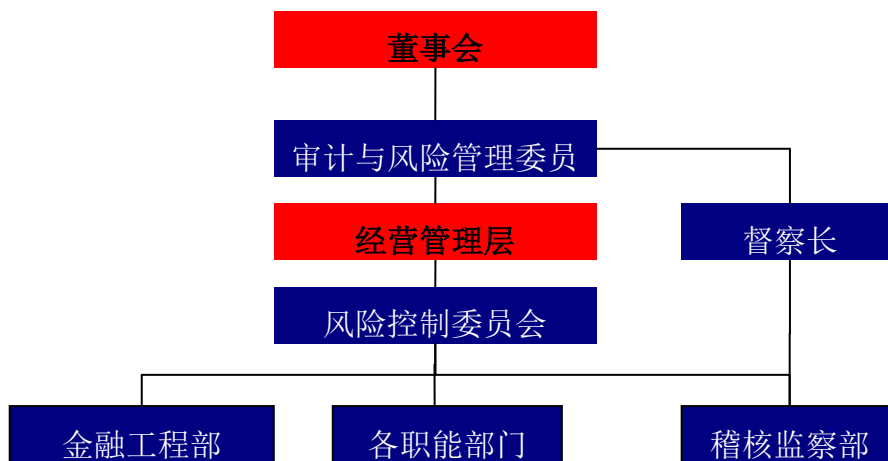 董事会
审计与风险管理委员
经营管理层
督察长
风险控制委员会
金融工程部
各职能部门
稽核监察部